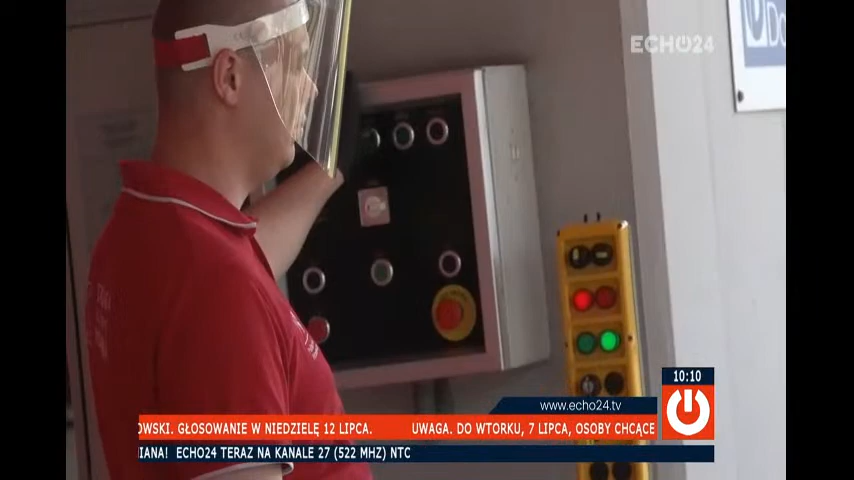 ECHO24
Do
10:10
www.echo24.tv
OWSKI. GŁOSOWANIE W NIEDZIELĘ 12 LIPCA. UWAGA. DO WTORKU, 7 LIPCA, OSOBY CHCĄCE
IANA! ECHO24 TERAZ NA KANALE 27 (522 MHZ) NTC